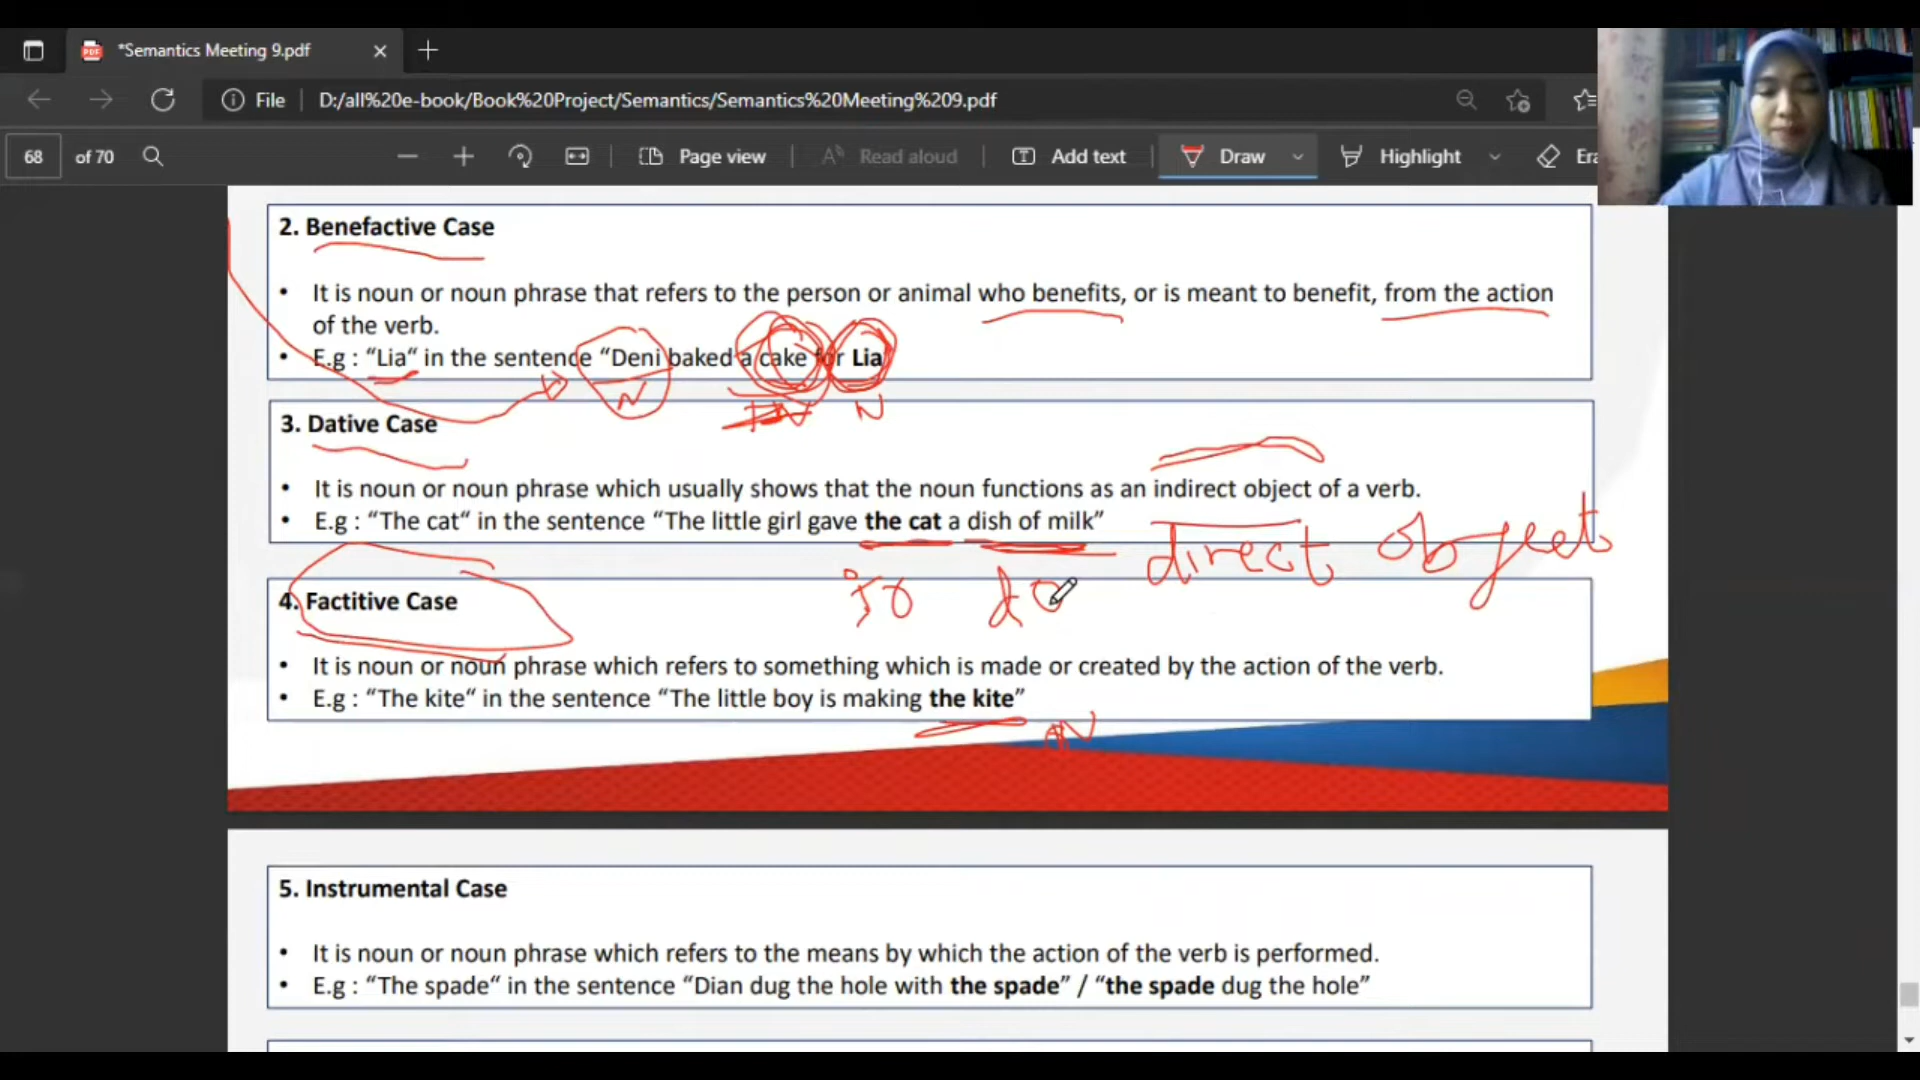 *Semantics Meeting 9.pdf
File
D:/all%20e-book/Book%20Project/Semantics/Semantics%20Meeting%209.pdf
68 of 70
Page view
Read aloud
Add text
Draw
Highlight
Era
2. Benefactive Case
• It is noun or noun phrase that refers to the person or animal who benefits, or is meant to benefit, from the action
of the verb.
• E.g : “Lia“ in the sentence “Deni baked a cake for Lia
N
N
3. Dative Case
• It is noun or noun phrase which usually shows that the noun functions as an indirect object of a verb.
• E.g : “The cat“ in the sentence “The little girl gave the cat a dish of milk”
direct object
io do
4. Factitive Case
• It is noun or noun phrase which refers to something which is made or created by the action of the verb.
• E.g : “The kite“ in the sentence “The little boy is making the kite”
N
5. Instrumental Case
• It is noun or noun phrase which refers to the means by which the action of the verb is performed.
• E.g : “The spade“ in the sentence “Dian dug the hole with the spade” / “the spade dug the hole”